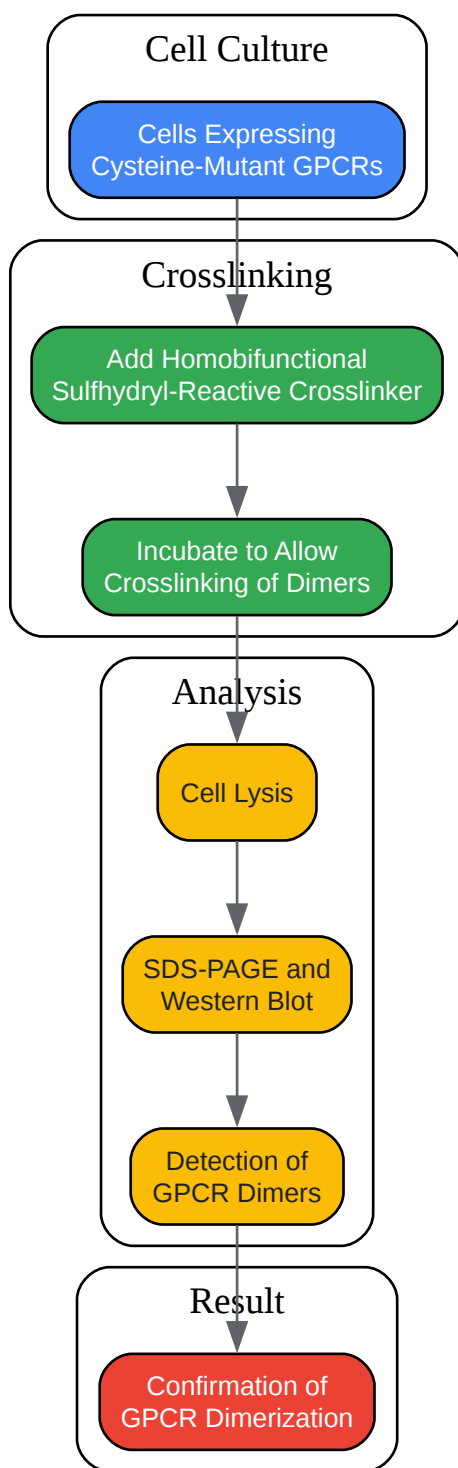 Cell Culture
Cells Expressing
Cysteine-Mutant GPCRs
Crosslinking
Add Homobifunctional
Sulfhydryl-Reactive Crosslinker
Incubate to Allow
Crosslinking of Dimers
Analysis
Cell Lysis
SDS-PAGE and
Western Blot
Detection of
GPCR Dimers
Result
Confirmation of
GPCR Dimerization